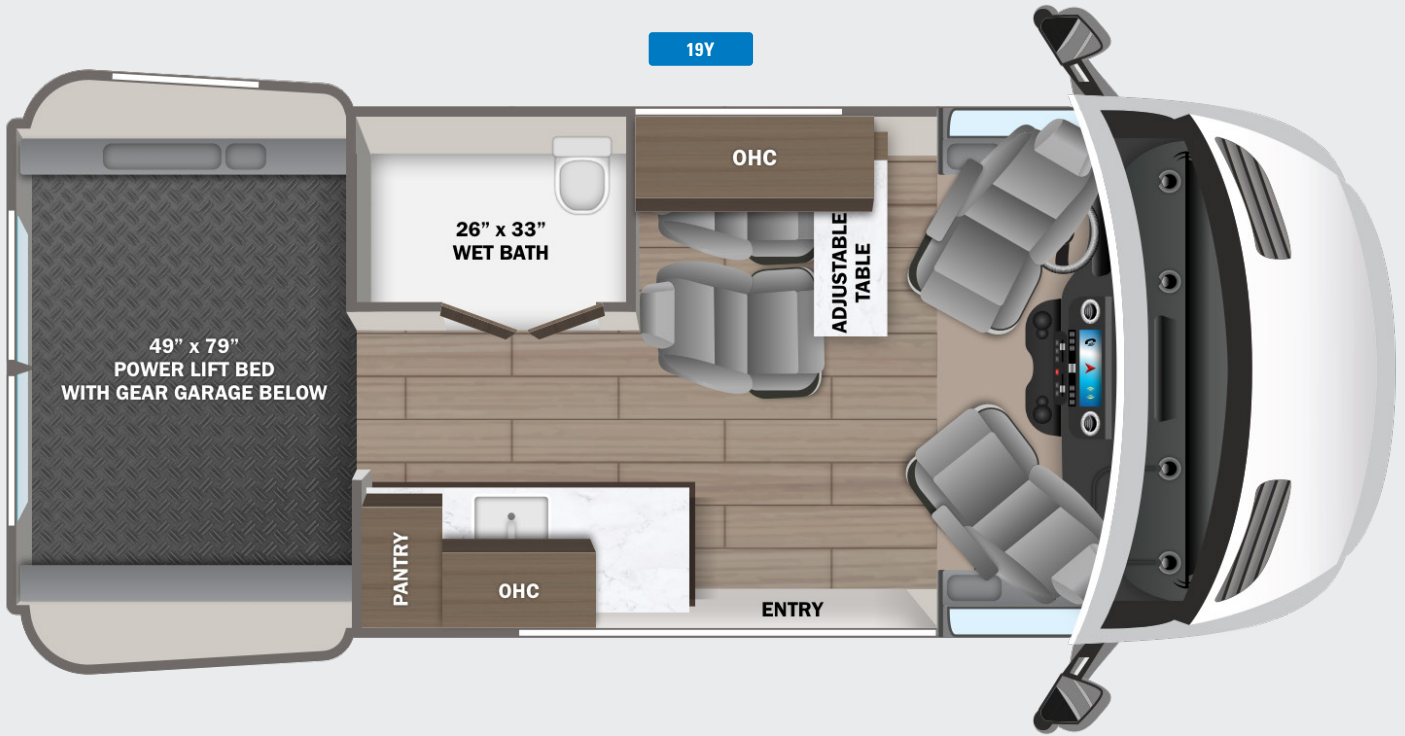 19Y
OHC
26” x 33”
WET BATH
ADJUSTABLE
TABLE
49” x 79”
POWER LIFT BED
WITH GEAR GARAGE BELOW
PANTRY
OHC
ENTRY